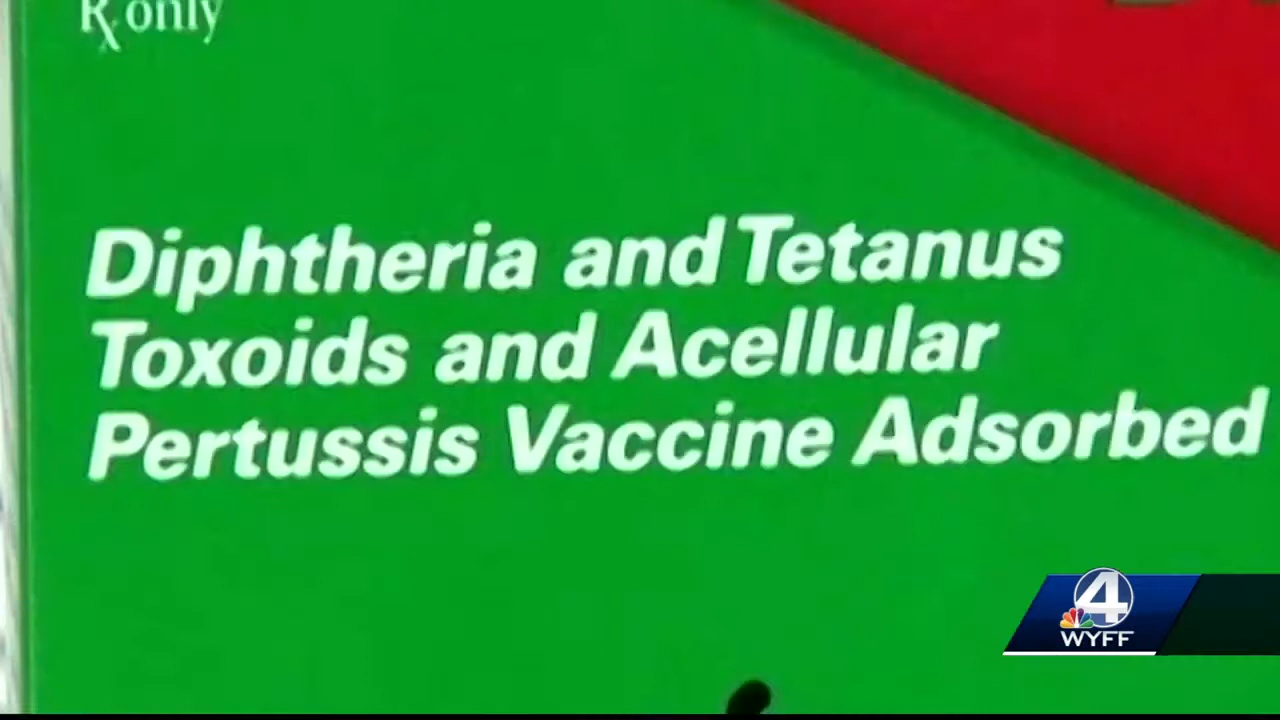 Rx only
Diphtheria and Tetanus
Toxoids and Acellular
Pertussis Vaccine Adsorbed
4
WYFF